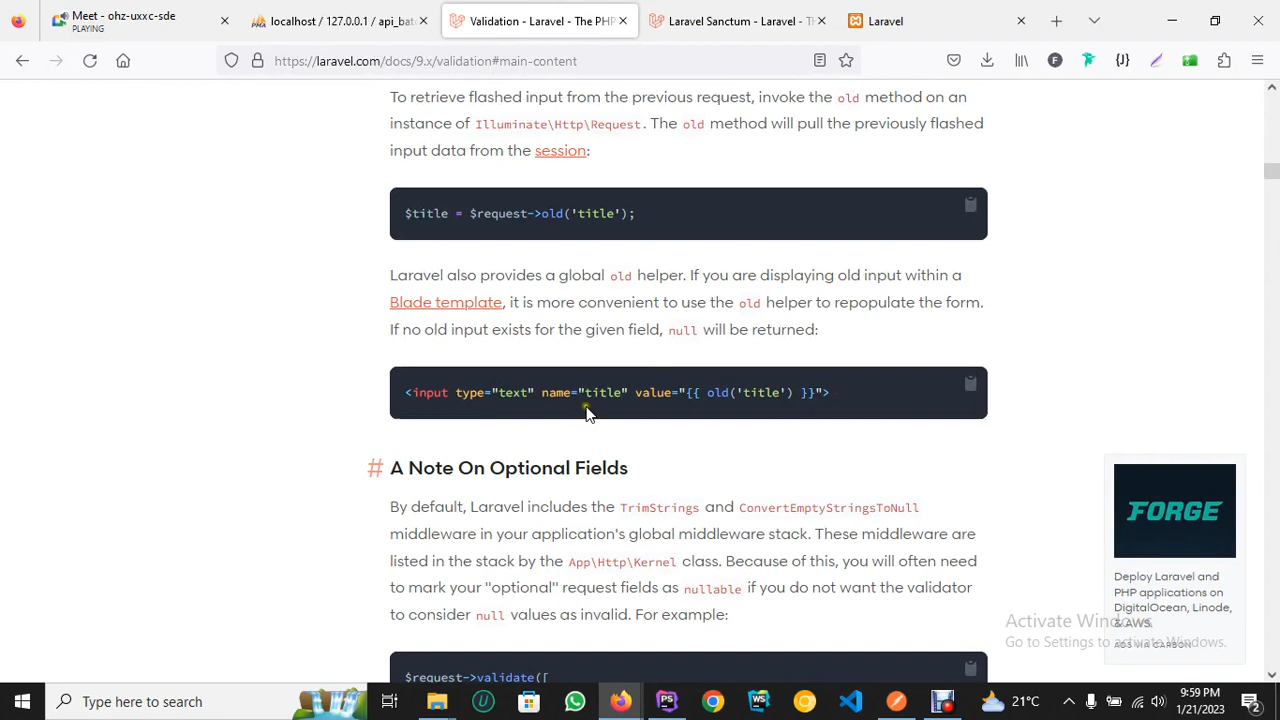 Meet - ohz-uxxc-sde
PLAYING
localhost / 127.0.0.1 / api_bat
Validation - Laravel - The PHP
Laravel Sanctum - Laravel - Th
Laravel
https://laravel.com/docs/9.x/validation#main-content
To retrieve flashed input from the previous request, invoke the old method on an
instance of Illuminate\Http\Request. The old method will pull the previously flashed
input data from the session:
$title = $request->old('title');
Laravel also provides a global old helper. If you are displaying old input within a
Blade template, it is more convenient to use the old helper to repopulate the form.
If no old input exists for the given field, null will be returned:
<input type="text" name="title" value="{{ old('title') }}">
# A Note On Optional Fields
By default, Laravel includes the TrimStrings and ConvertEmptyStringsToNull
middleware in your application's global middleware stack. These middleware are
listed in the stack by the App\Http\Kernel class. Because of this, you will often need
to mark your "optional" request fields as nullable if you do not want the validator
to consider null values as invalid. For example:
$request->validate([
FORGE
Deploy Laravel and
PHP applications on
DigitalOcean, Linode,
& AWS.
ADS VIA CARBON
Activate Windows
Go to Settings to activate Windows.
Type here to search
21°C
9:59 PM
1/21/2023
2